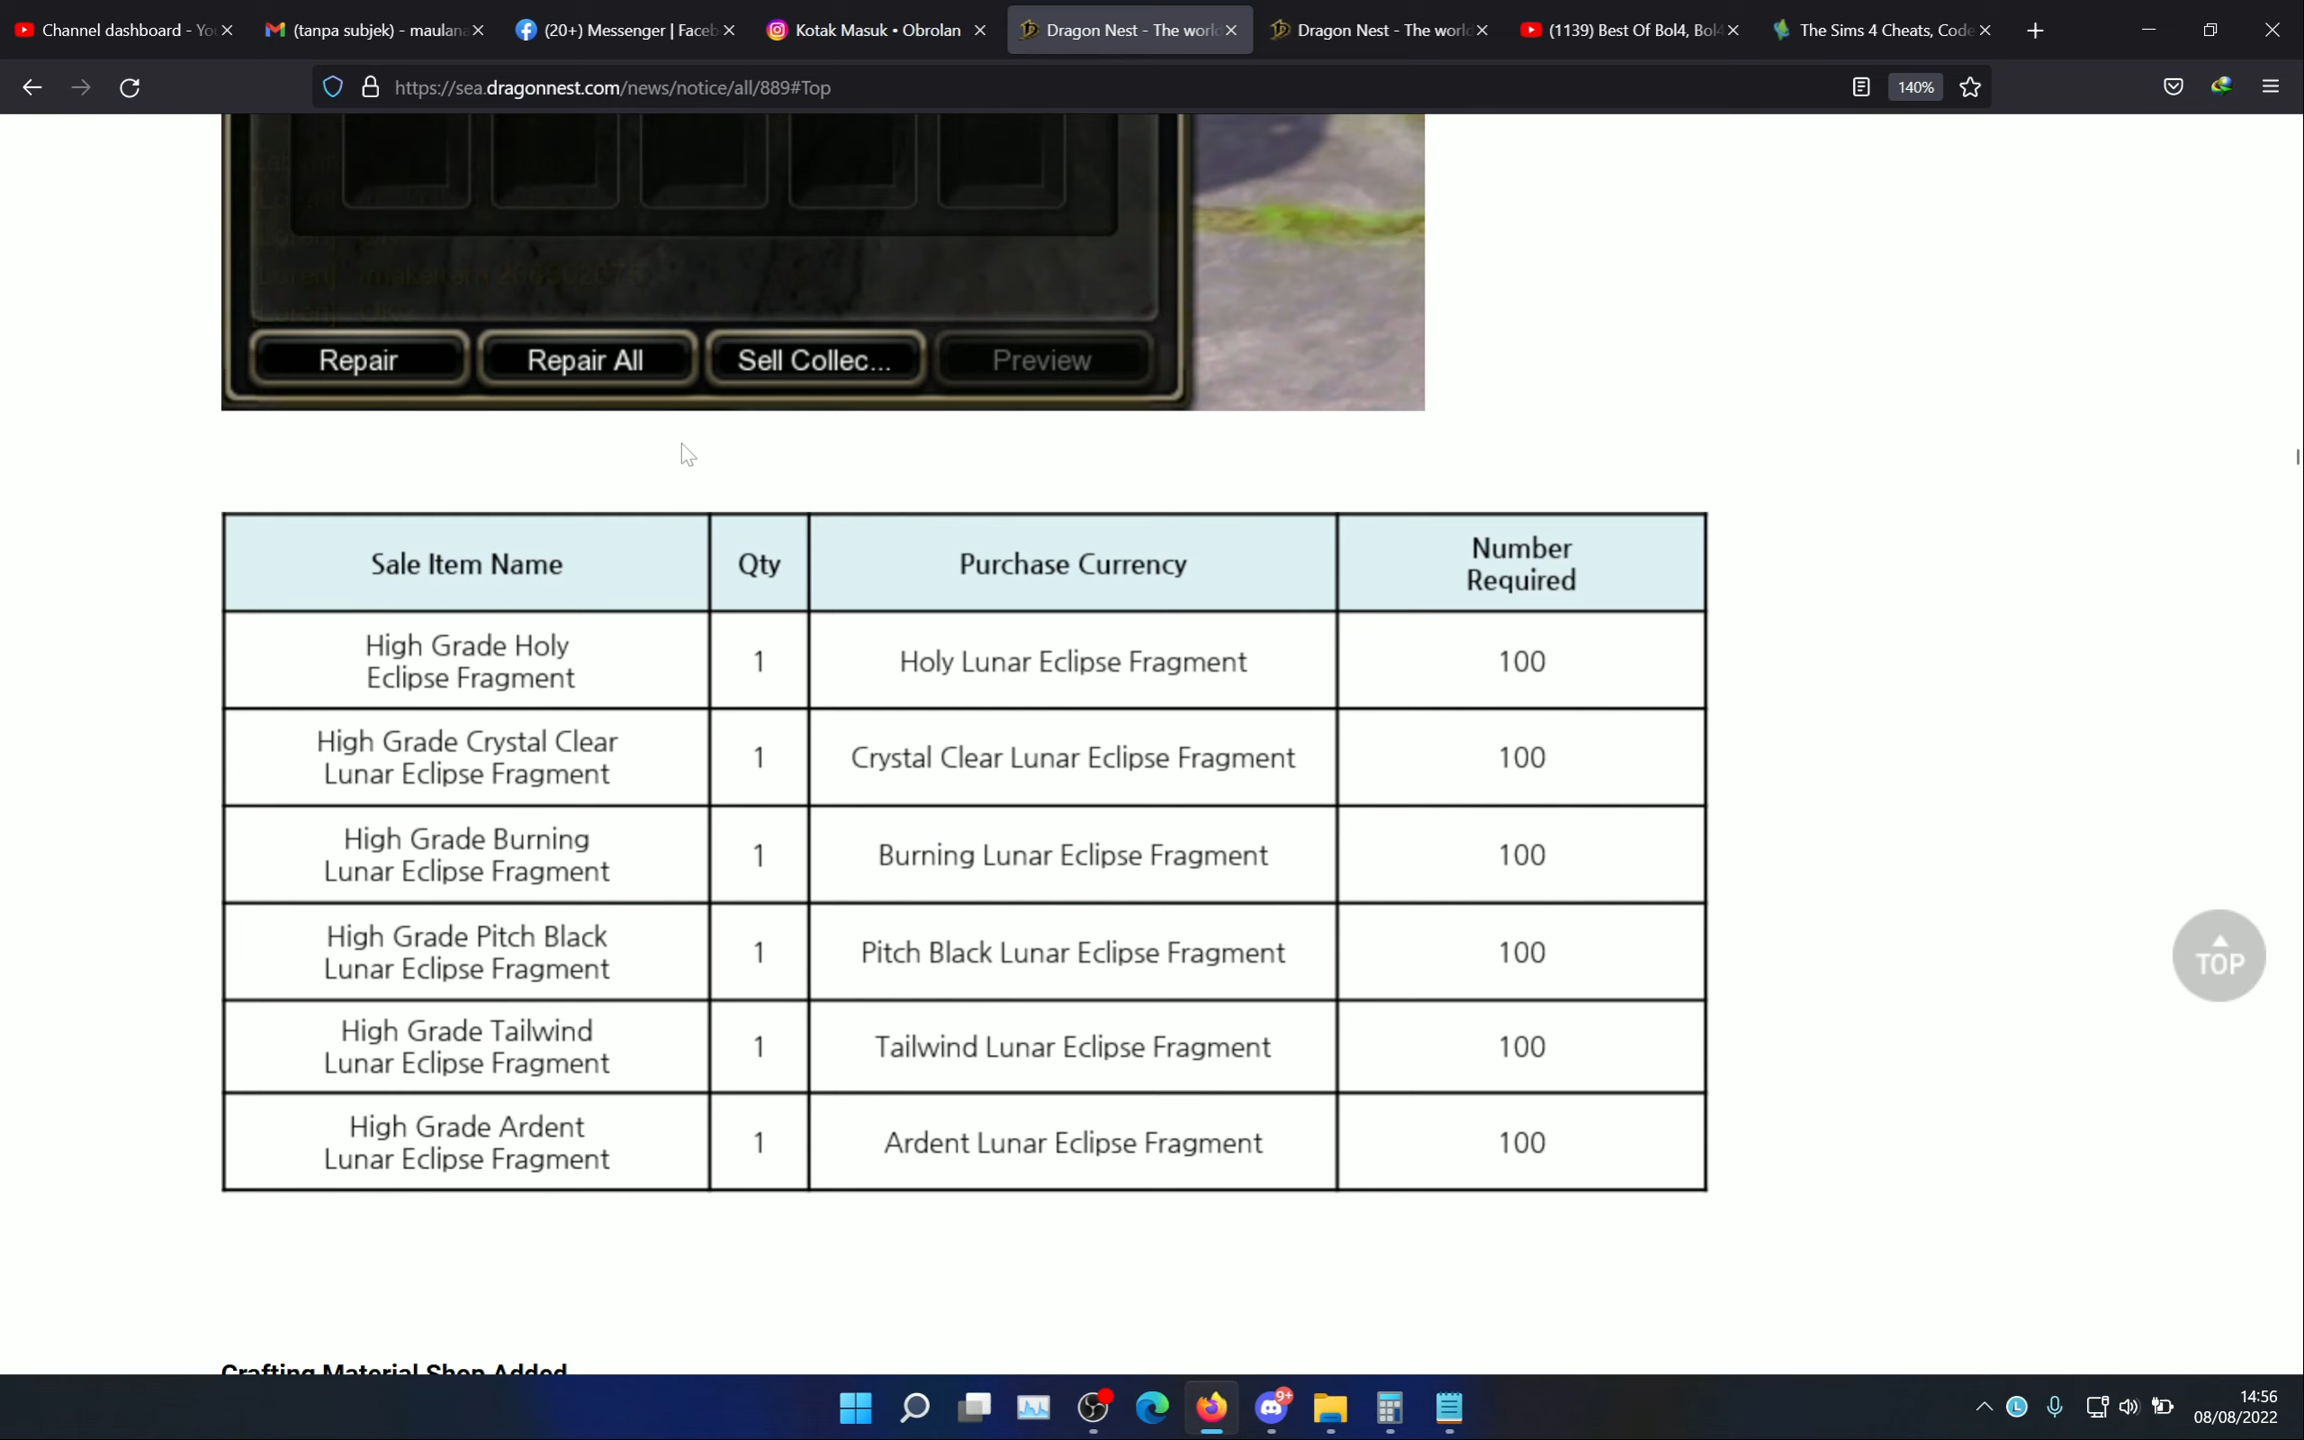 Channel dashboard - Yo
(tanpa subjek) - maulana
(20+) Messenger | Faceb
Kotak Masuk • Obrolan
Dragon Nest - The world
Dragon Nest - The world
(1139) Best Of Bol4, Bol4
The Sims 4 Cheats, Code
https://sea.dragonnest.com/news/notice/all/889#Top
140%
Repair
Repair All
Sell Collec...
Preview
Sale Item Name
Qty
Purchase Currency
Number
Required
High Grade Holy
Eclipse Fragment
1
Holy Lunar Eclipse Fragment
100
High Grade Crystal Clear
Lunar Eclipse Fragment
1
Crystal Clear Lunar Eclipse Fragment
100
High Grade Burning
Lunar Eclipse Fragment
1
Burning Lunar Eclipse Fragment
100
High Grade Pitch Black
Lunar Eclipse Fragment
1
Pitch Black Lunar Eclipse Fragment
100
High Grade Tailwind
Lunar Eclipse Fragment
1
Tailwind Lunar Eclipse Fragment
100
High Grade Ardent
Lunar Eclipse Fragment
1
Ardent Lunar Eclipse Fragment
100
TOP
Crafting Material Shop Added
9+
L
14:56
08/08/2022